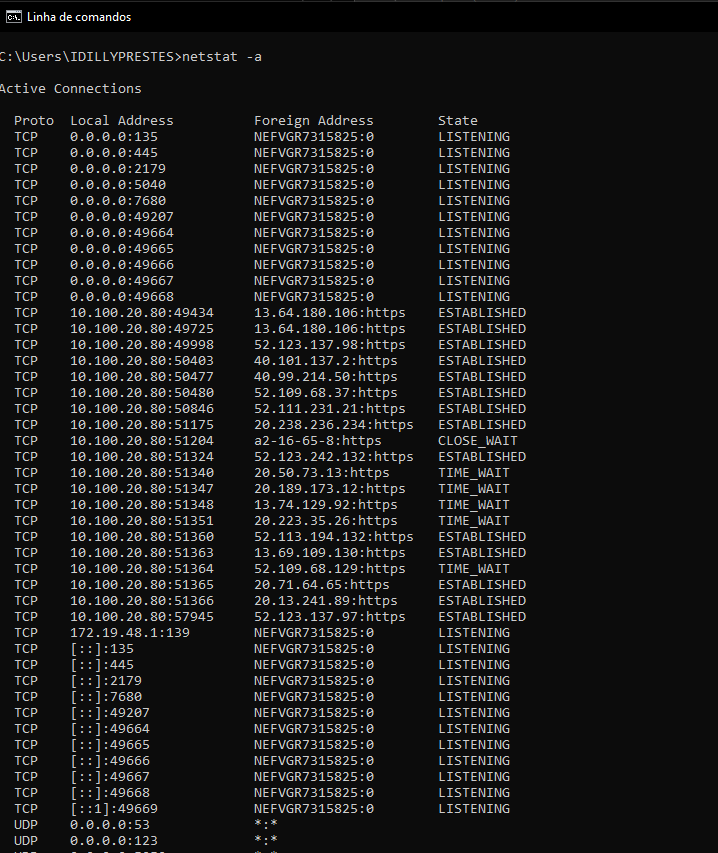 Linha de comandos
C:\Users\IDILLYPRESTES>netstat -a
Active Connections
Proto  Local Address          Foreign Address        State
TCP    0.0.0.0:135            NEFVGR7315825:0        LISTENING
TCP    0.0.0.0:445            NEFVGR7315825:0        LISTENING
TCP    0.0.0.0:2179           NEFVGR7315825:0        LISTENING
TCP    0.0.0.0:5040           NEFVGR7315825:0        LISTENING
TCP    0.0.0.0:7680           NEFVGR7315825:0        LISTENING
TCP    0.0.0.0:49207          NEFVGR7315825:0        LISTENING
TCP    0.0.0.0:49664          NEFVGR7315825:0        LISTENING
TCP    0.0.0.0:49665          NEFVGR7315825:0        LISTENING
TCP    0.0.0.0:49666          NEFVGR7315825:0        LISTENING
TCP    0.0.0.0:49667          NEFVGR7315825:0        LISTENING
TCP    0.0.0.0:49668          NEFVGR7315825:0        LISTENING
TCP    10.100.20.80:49434     13.64.180.106:https    ESTABLISHED
TCP    10.100.20.80:49725     13.64.180.106:https    ESTABLISHED
TCP    10.100.20.80:49998     52.123.137.98:https    ESTABLISHED
TCP    10.100.20.80:50403     40.101.137.2:https     ESTABLISHED
TCP    10.100.20.80:50477     40.99.214.50:https     ESTABLISHED
TCP    10.100.20.80:50480     52.109.68.37:https     ESTABLISHED
TCP    10.100.20.80:50846     52.111.231.21:https    ESTABLISHED
TCP    10.100.20.80:51175     20.238.236.234:https   ESTABLISHED
TCP    10.100.20.80:51204     a2-16-65-8:https       CLOSE_WAIT
TCP    10.100.20.80:51324     52.123.242.132:https   ESTABLISHED
TCP    10.100.20.80:51340     20.50.73.13:https      TIME_WAIT
TCP    10.100.20.80:51347     20.189.173.12:https    TIME_WAIT
TCP    10.100.20.80:51348     13.74.129.92:https     TIME_WAIT
TCP    10.100.20.80:51351     20.223.35.26:https     TIME_WAIT
TCP    10.100.20.80:51360     52.113.194.132:https   ESTABLISHED
TCP    10.100.20.80:51363     13.69.109.130:https    ESTABLISHED
TCP    10.100.20.80:51364     52.109.68.129:https    TIME_WAIT
TCP    10.100.20.80:51365     20.71.64.65:https      ESTABLISHED
TCP    10.100.20.80:51366     20.13.241.89:https     ESTABLISHED
TCP    10.100.20.80:57945     52.123.137.97:https    ESTABLISHED
TCP    172.19.48.1:139        NEFVGR7315825:0        LISTENING
TCP    [::]:135               NEFVGR7315825:0        LISTENING
TCP    [::]:445               NEFVGR7315825:0        LISTENING
TCP    [::]:2179              NEFVGR7315825:0        LISTENING
TCP    [::]:7680              NEFVGR7315825:0        LISTENING
TCP    [::]:49207             NEFVGR7315825:0        LISTENING
TCP    [::]:49664             NEFVGR7315825:0        LISTENING
TCP    [::]:49665             NEFVGR7315825:0        LISTENING
TCP    [::]:49666             NEFVGR7315825:0        LISTENING
TCP    [::]:49667             NEFVGR7315825:0        LISTENING
TCP    [::]:49668             NEFVGR7315825:0        LISTENING
TCP    [::1]:49669            NEFVGR7315825:0        LISTENING
UDP    0.0.0.0:53             *:*
UDP    0.0.0.0:123            *:*